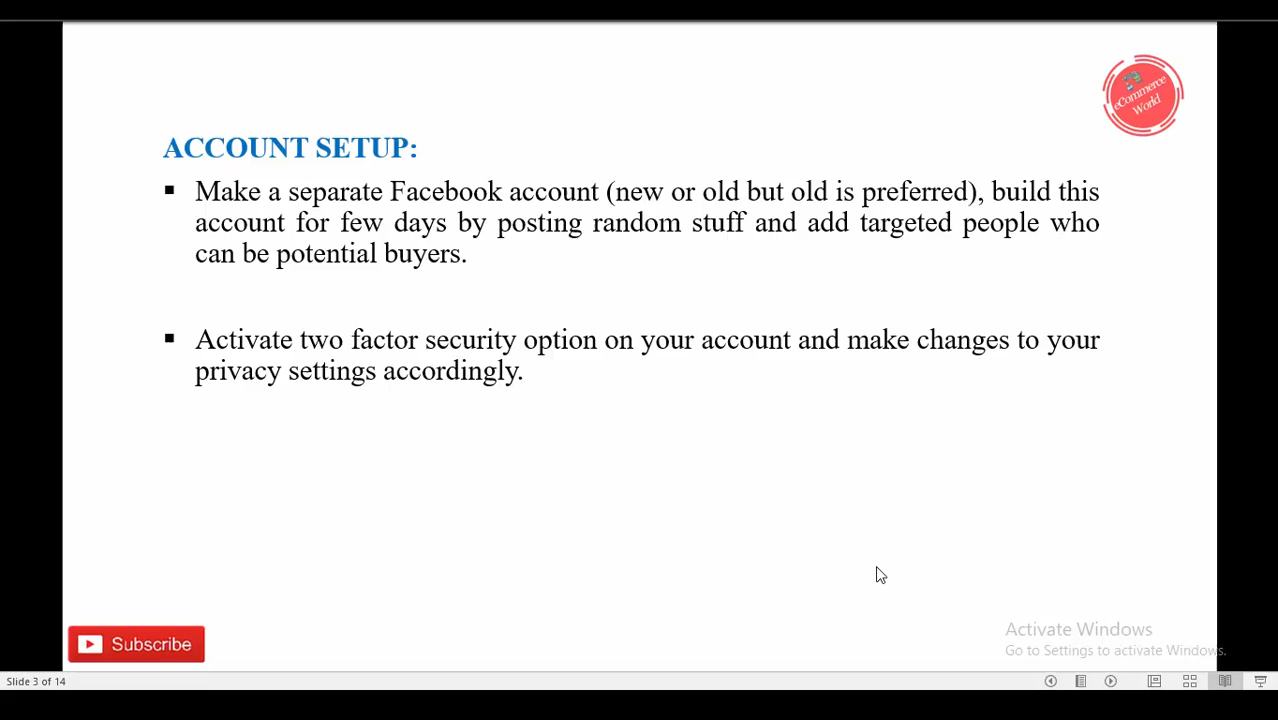 eCommerce
World
ACCOUNT SETUP:
▪ Make a separate Facebook account (new or old but old is preferred), build this
account for few days by posting random stuff and add targeted people who
can be potential buyers.
▪ Activate two factor security option on your account and make changes to your
privacy settings accordingly.
Subscribe
Activate Windows
Go to Settings to activate Windows.
Slide 3 of 14